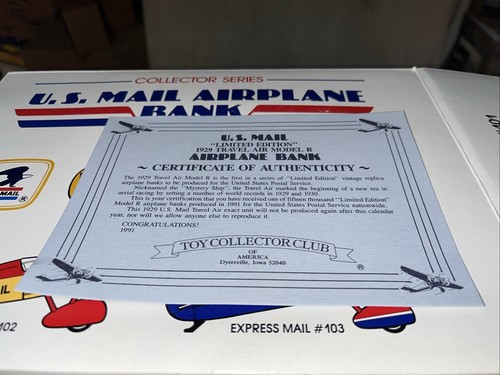 COLLECTOR SERIES
U.S. MAIL AIRPLANE
BANK
U.S. MAIL
"LIMITED EDITION"
1929 TRAVEL AIR MODEL R
AIRPLANE BANK
~ CERTIFICATE OF AUTHENTICITY ~
The 1929 Travel Air Model R is the first in a series of "Limited Edition" vintage replica
airplane banks to be produced for the United States Postal Service.
Nicknamed the "Mystery Ship", the Travel Air marked the beginning of a new era in
aerial racing by setting a number of world records in 1929 and 1930.
This is your certification that you have received one of fifteen thousand "Limited Edition"
Model R airplane banks produced in 1991 for the United States Postal Service nationwide.
This 1929 U.S. Mail Travel Air exact unit will not be produced again after this calendar
year, nor will we allow anyone else to reproduce it.
CONGRATULATIONS!
1991
TOY COLLECTOR CLUB
OF
AMERICA
Dyersville, Iowa 52040
®
MAIL
IL
102
EXPRESS MAIL #103